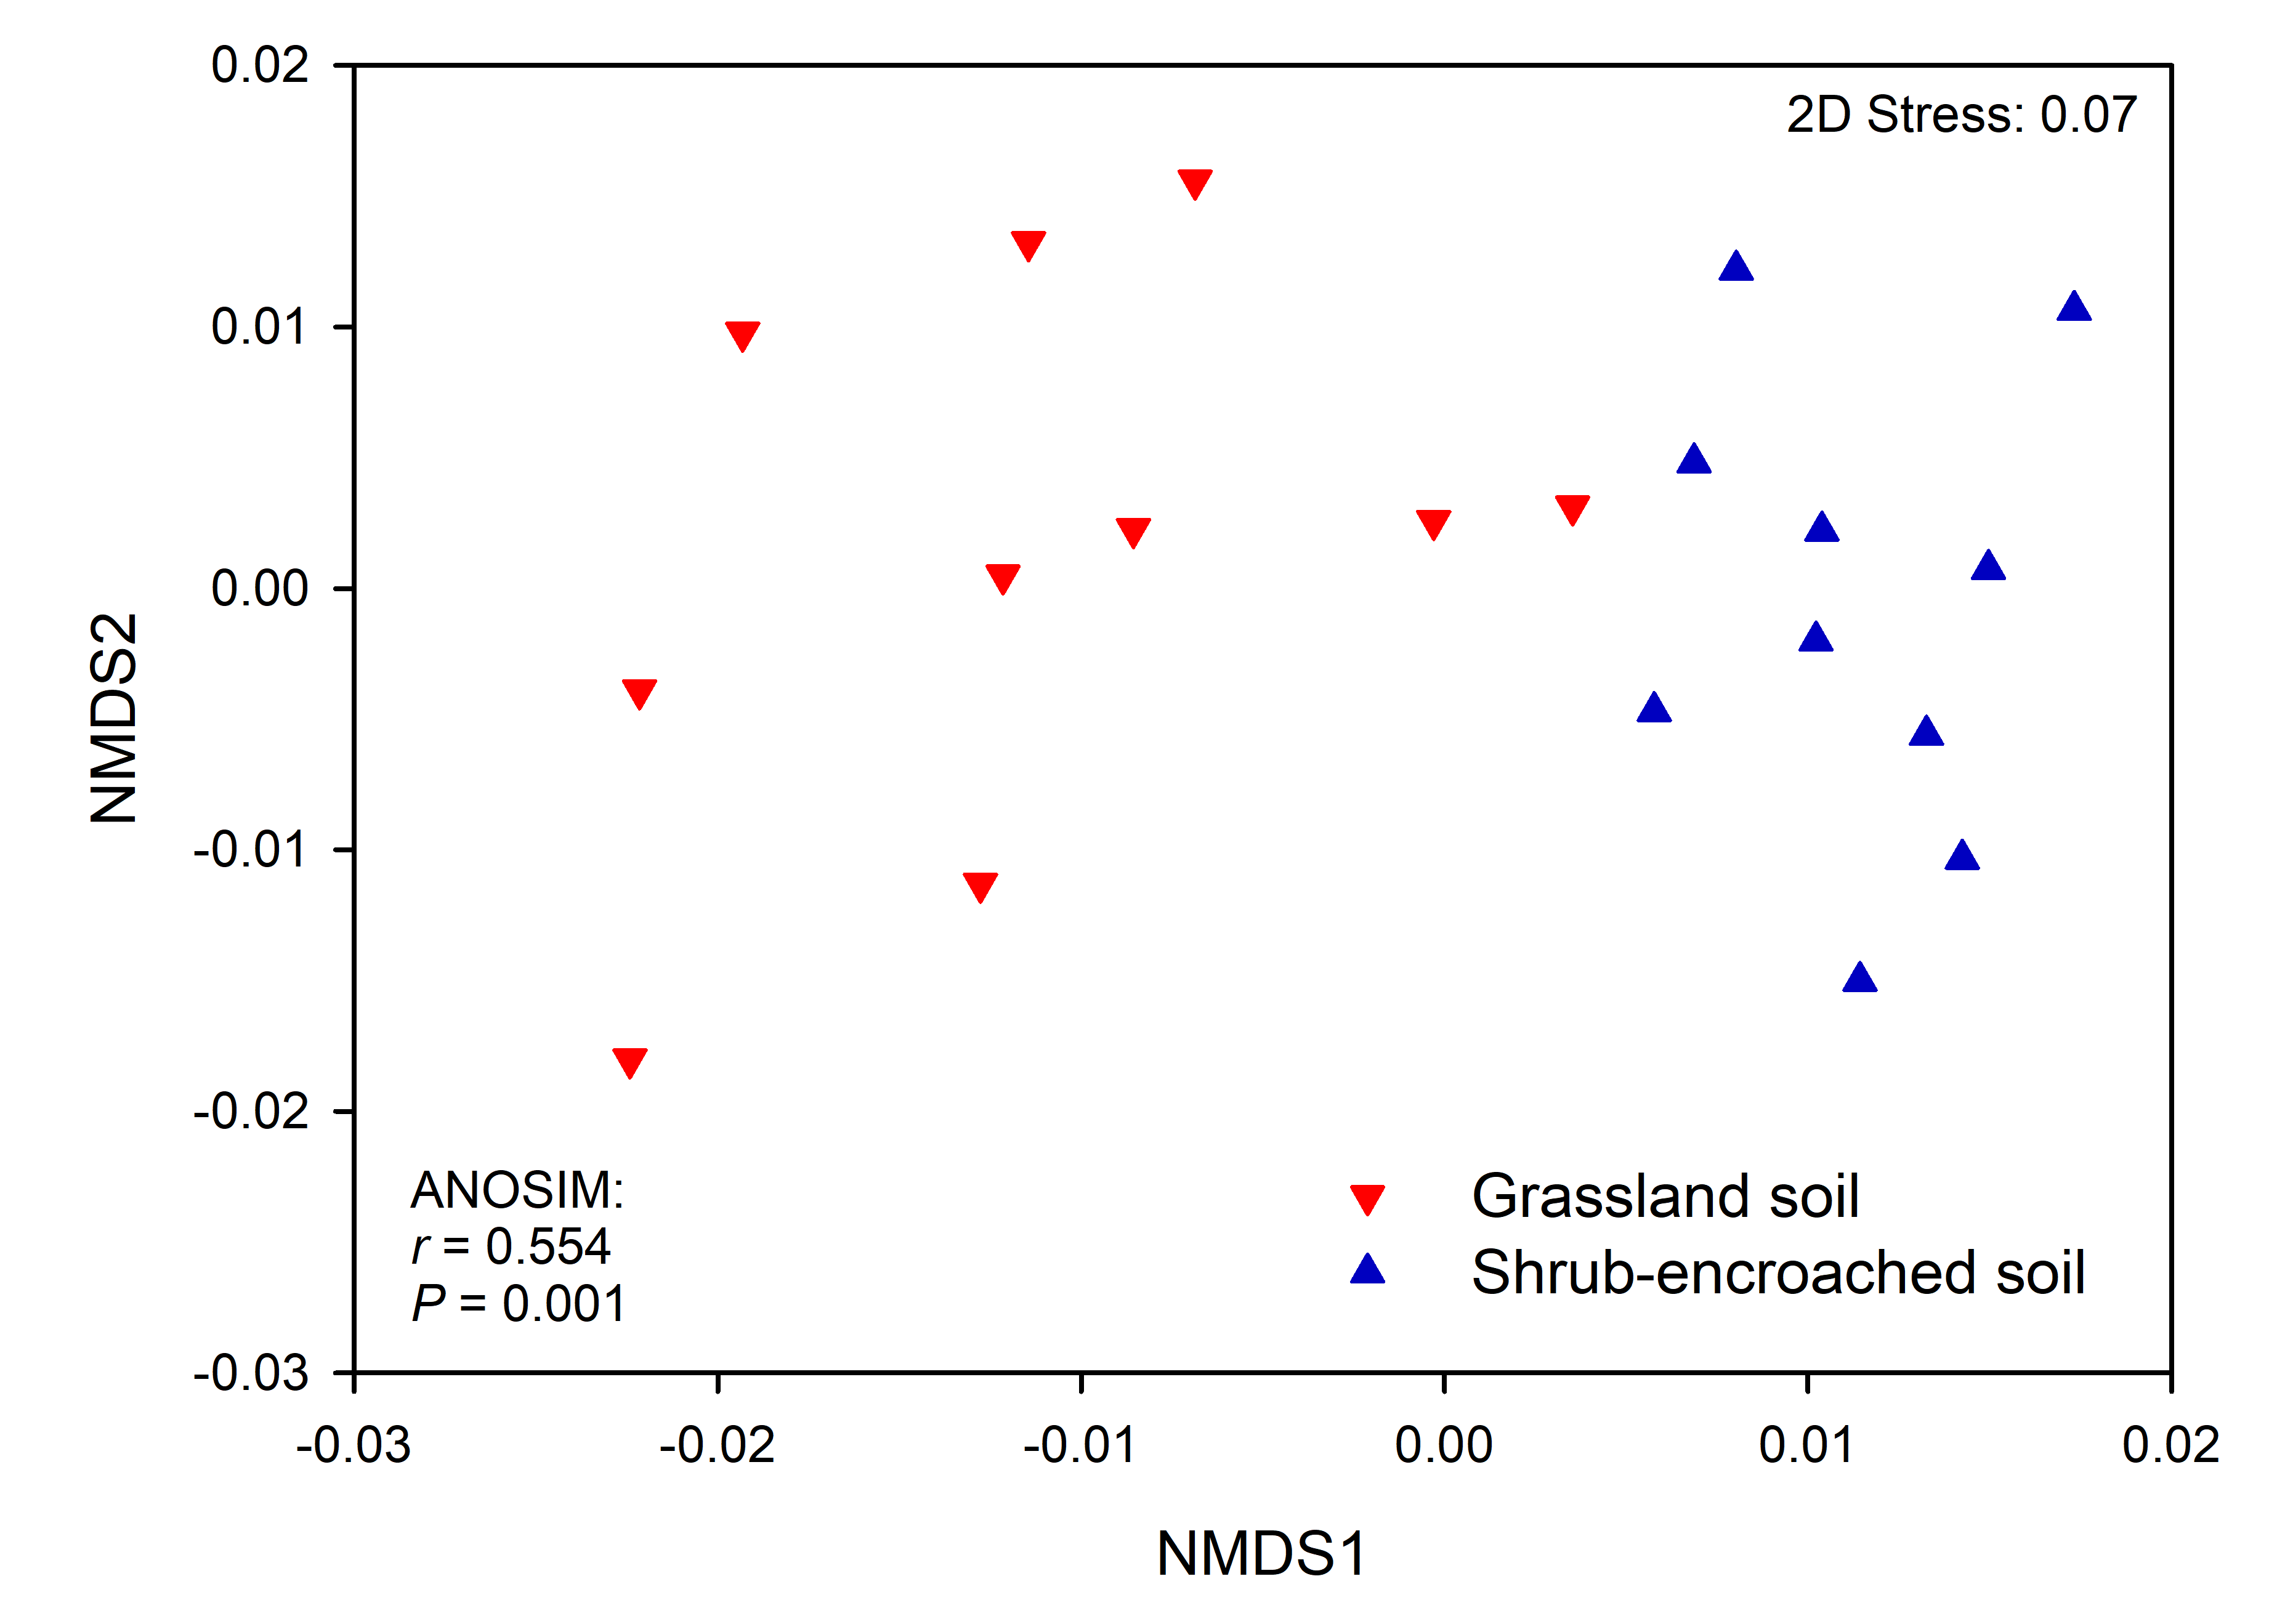 0.02
2D Stress: 0.07
0.01
0.00
NMDS2
-0.01
-0.02
ANOSIM:
r = 0.554
P = 0.001
Grassland soil
Shrub-encroached soil
-0.03
-0.03
-0.02
-0.01
0.00
0.01
0.02
NMDS1